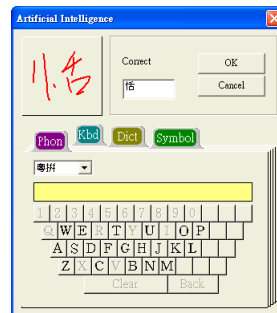 Artificial Intelligence
恬
Correct
OK
恬
Cancel
Phon Kbd Dict Symbol
粵拼
1 2 3 4 5 6 7 8 9 0
Q W E R T Y U I O P
A S D F G H J K L
Z X C V B N M
Clear Back